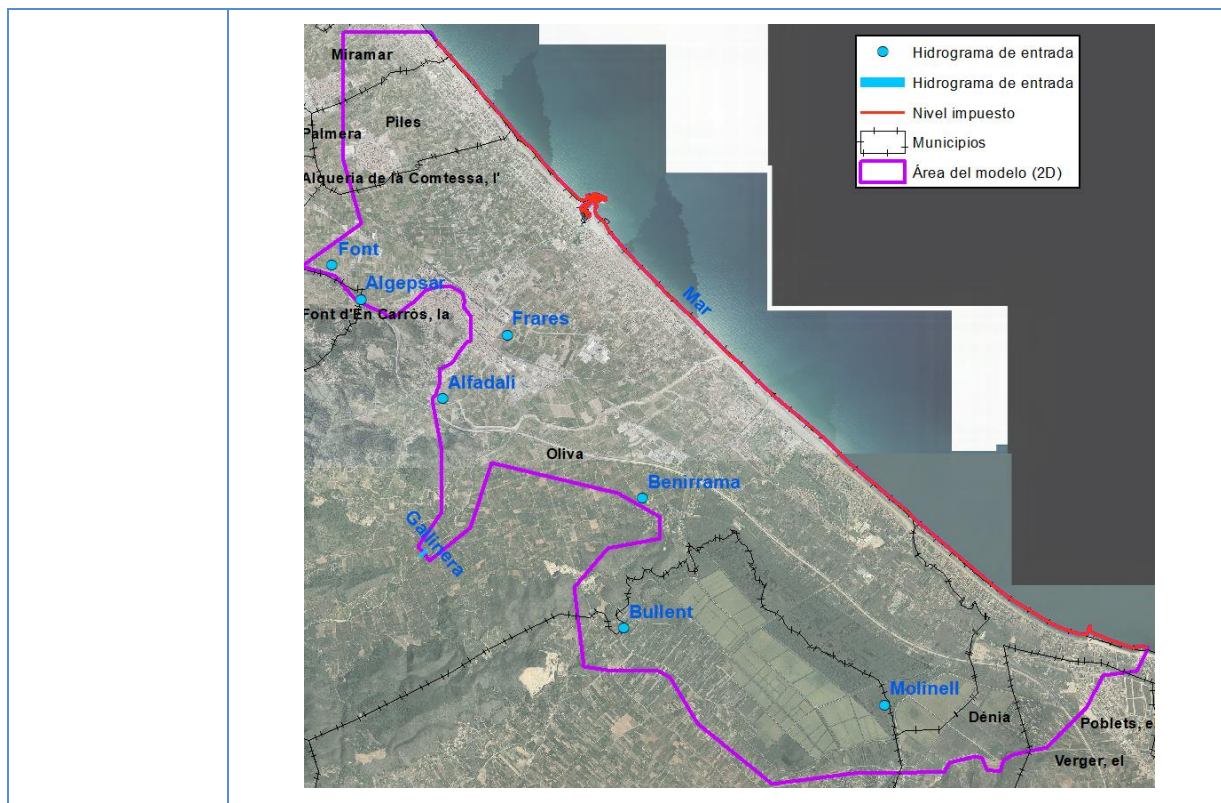 Hidrograma de entrada
Hidrograma de entrada
Nivel impuesto
Municipios
Área del modelo (2D)
Miramar
Piles
Palmera
Alqueria de la Comtessa, l'
Font
Algepsar
Font d'En Carròs, la
Frares
Mar
Alfadali
Oliva
Benirrama
Gallinera
Bullent
Molinell
Dénia
Poblets, e
Verger, el